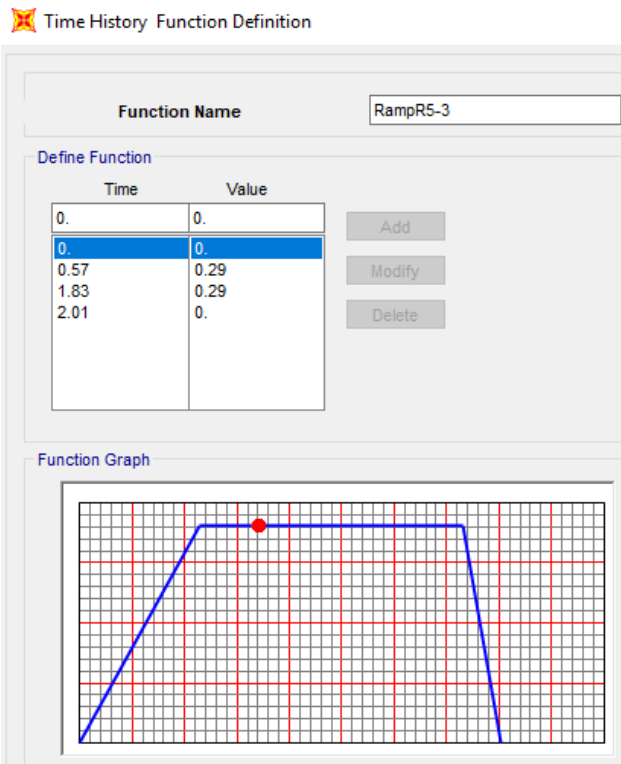 Time History Function Definition
Function Name RampR5-3
Define Function
Time Value
0. 0. Add
0. 0.
0.57 0.29 Modify
1.83 0.29
2.01 0. Delete
Function Graph